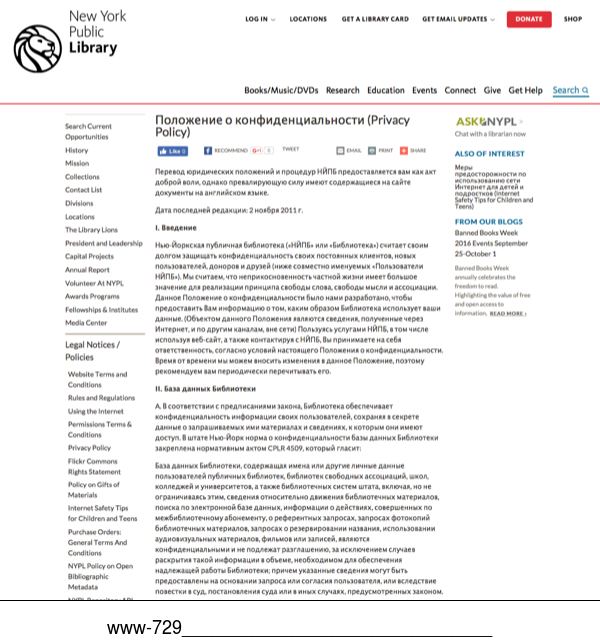 New York
Public
Library
LOG IN
LOCATIONS
GET A LIBRARY CARD
GET EMAIL UPDATES
DONATE
SHOP
Books/Music/DVDs
Research
Education
Events
Connect
Give
Get Help
Search
Search Current
Opportunities
History
Mission
Collections
Contact List
Divisions
Locations
The Library Lions
President and Leadership
Capital Projects
Annual Report
Volunteer At NYPL
Awards Programs
Fellowships & Institutes
Media Center
Legal Notices /
Policies
Website Terms and
Conditions
Rules and Regulations
Using the Internet
Permissions Terms &
Conditions
Privacy Policy
Flickr Commons
Rights Statement
Policy on Gifts of
Materials
Internet Safety Tips
for Children and Teens
Purchase Orders:
General Terms And
Conditions
NYPL Policy on Open
Bibliographic
Metadata
Положение о конфиденциальности (Privacy
Policy)
Like 0
RECOMMEND
G+1
0
TWEET
EMAIL
PRINT
SHARE
Перевод юридических положений и процедур НЙПБ предоставляется вам как акт
доброй воли, однако превалирующую силу имеют содержащиеся на сайте
документы на английском языке.
Дата последней редакции: 2 ноября 2011 г.
I. Введение
Нью-Йоркская публичная библиотека («НЙПБ» или «Библиотека») считает своим
долгом защищать конфиденциальность своих постоянных клиентов, новых
пользователей, доноров и друзей (ниже совместно именуемых «Пользователи
НЙПБ»). Мы считаем, что неприкосновенность частной жизни имеет большое
значение для реализации принципа свободы слова, свободы мысли и ассоциации.
Данное Положение о конфиденциальности было нами разработано, чтобы
предоставить Вам информацию о том, каким образом Библиотека использует ваши
данные. (Объектом данного Положения являются сведения, полученные через
Интернет, и по другим каналам, вне сети) Пользуясь услугами НЙПБ, в том числе
используя веб-сайт, а также контактируя с НЙПБ, Вы принимаете на себя
ответственность, согласно условий настоящего Положения о конфиденциальности.
Время от времени мы можем вносить изменения в данное Положение, поэтому
рекомендуем вам периодически перечитывать его.
II. База данных Библиотеки
А. В соответствии с предписаниями закона, Библиотека обеспечивает
конфиденциальность информации своих пользователей, сохраняя в секрете
данные о запрашиваемых ими материалах и сведениях, к которым они имеют
доступ. В штате Нью-Йорк норма о конфиденциальности базы данных Библиотеки
закреплена нормативным актом CPLR 4509, который гласит:
База данных Библиотеки, содержащая имена или другие личные данные
пользователей публичных библиотек, библиотек свободных ассоциаций, школ,
колледжей и университетов, а также библиотечных систем штата, включая, но не
ограничиваясь этим, сведения относительно движения библиотечных материалов,
поиска по электронной базе данных, информации о действиях, совершенных по
межбиблиотечному абонементу, о референтных запросах, запросах фотокопий
библиотечных материалов, запросах о резервировании названия, использовании
аудиовизуальных материалов, фильмов или записей, являются
конфиденциальными и не подлежат разглашению, за исключением случаев
раскрытия такой информации в объеме, необходимом для обеспечения
надлежащей работы Библиотеки; причем указанные сведения могут быть
предоставлены на основании запроса или согласия пользователя, или вследствие
повестки в суд, постановления суда или в иных случаях, предусмотренных законом.
ASK NYPL
Chat with a librarian now
ALSO OF INTEREST
Меры
предосторожности по
использованию сети
Интернет для детей и
подростков (Internet
Safety Tips for Children and
Teens)
FROM OUR BLOGS
Banned Books Week
2016 Events September
25-October 1
Banned Books Week
annually celebrates the
freedom to read.
Highlighting the value of free
and open access to
information, READ MORE ›
www-729